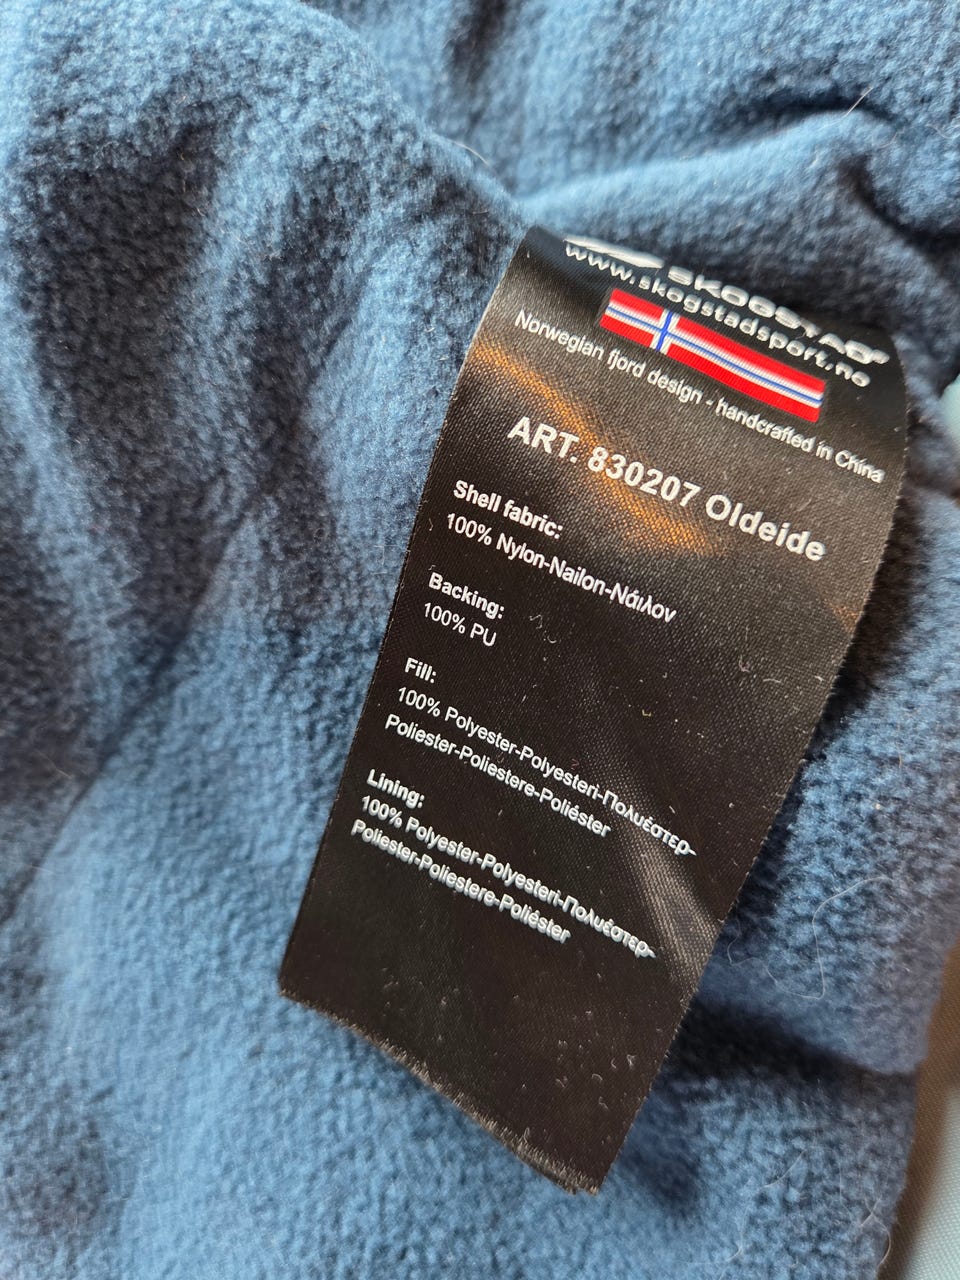 SKOGSTAD®
www.skogstadsport.no
Norwegian fjord design - handcrafted in China
ART. 830207 Oldeide
Shell fabric:
100% Nylon-Nailon-Νάιλον
Backing:
100% PU
Fill:
100% Polyester-Polyesteri-Πολυέστερ-
Poliester-Poliestere-Poliéster
Lining:
100% Polyester-Polyesteri-Πολυέστερ-
Poliester-Poliestere-Poliéster